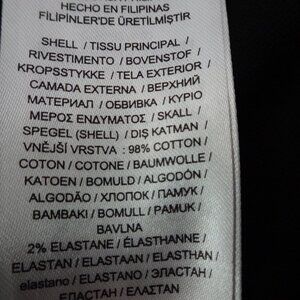 HECHO EN FILIPINAS
FİLİPİNLER'DE ÜRETİLMİŞTİR
SHELL / TISSU PRINCIPAL /
RIVESTIMENTO / BOVENSTOF /
KROPSSTYKKE / TELA EXTERIOR /
CAMADA EXTERNA / ВЕРХНИЙ
МАТЕРИАЛ / ОБВИВКА / ΚΥΡΙΟ
ΜΕΡΟΣ ΕΝΔΥΜΑΤΟΣ / SKALL /
SPEGEL (SHELL) / DIŞ KATMAN /
VNĚJŠÍ VRSTVA : 98% COTTON /
COTON / COTONE / BAUMWOLLE /
KATOEN / BOMULD / ALGODÓN /
ALGODÃO / ХЛОПОК / ПАМУК /
BAMBAKI / BOMULL / PAMUK /
BAVLNA
2% ELASTANE / ÉLASTHANNE /
ELASTAN / ELASTAAN / ELASTAN /
elastano / ELASTANO / ЭЛАСТАН /
ЕЛАСТАН / ΕΛΑΣΤΑΝ